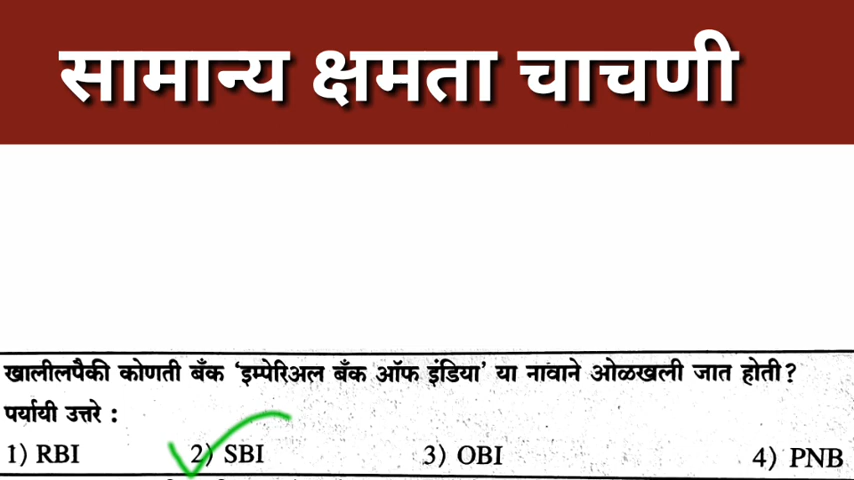 सामान्य क्षमता चाचणी
खालीलपैकी कोणती बँक ‘इम्पेरिअल बँक ऑफ इंडिया’ या नावाने ओळखली जात होती?
पर्यायी उत्तरे :
1) RBI 2) SBI 3) OBI 4) PNB